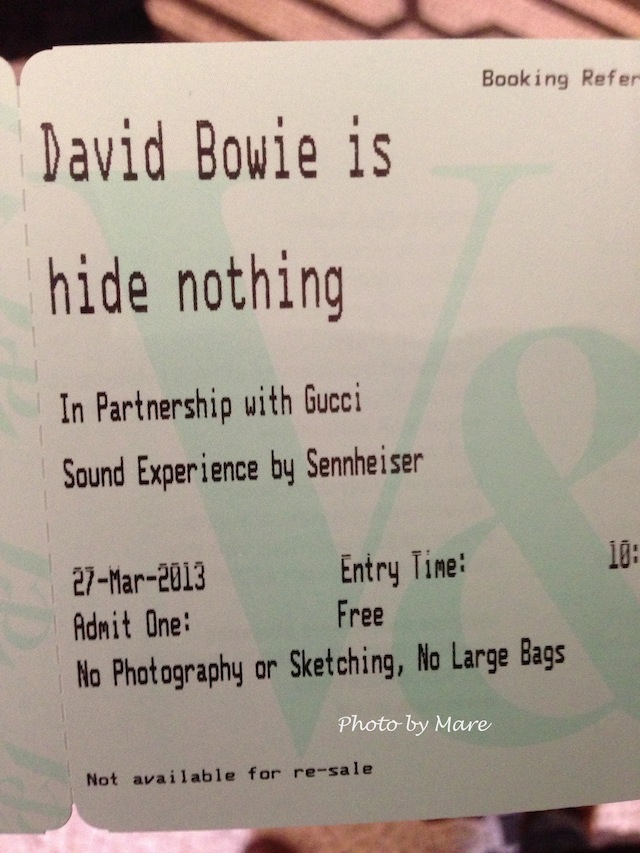 Booking Refer
David Bowie is
hide nothing
In Partnership with Gucci
Sound Experience by Sennheiser
27-Mar-2013 Entry Time: 10:
Admit One: Free
No Photography or Sketching, No Large Bags
Photo by Mare
Not available for re-sale
V&